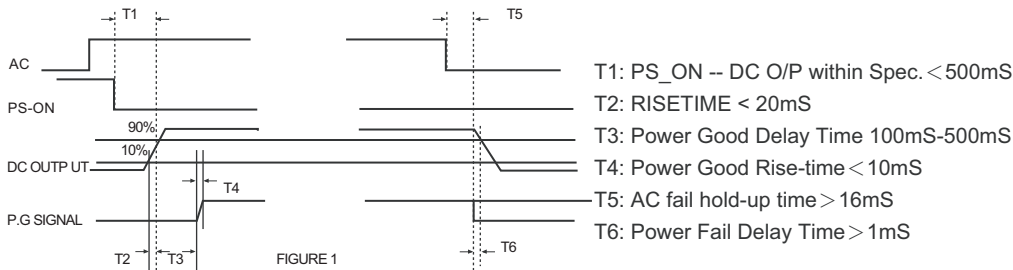 T1
T5
AC
PS-ON
90%
10%
DC OUTP UT
T4
P.G SIGNAL
T2
T3
FIGURE 1
T6
T1: PS_ON -- DC O/P within Spec.<500mS
T2: RISETIME < 20mS
T3: Power Good Delay Time 100mS-500mS
T4: Power Good Rise-time<10mS
T5: AC fail hold-up time>16mS
T6: Power Fail Delay Time>1mS